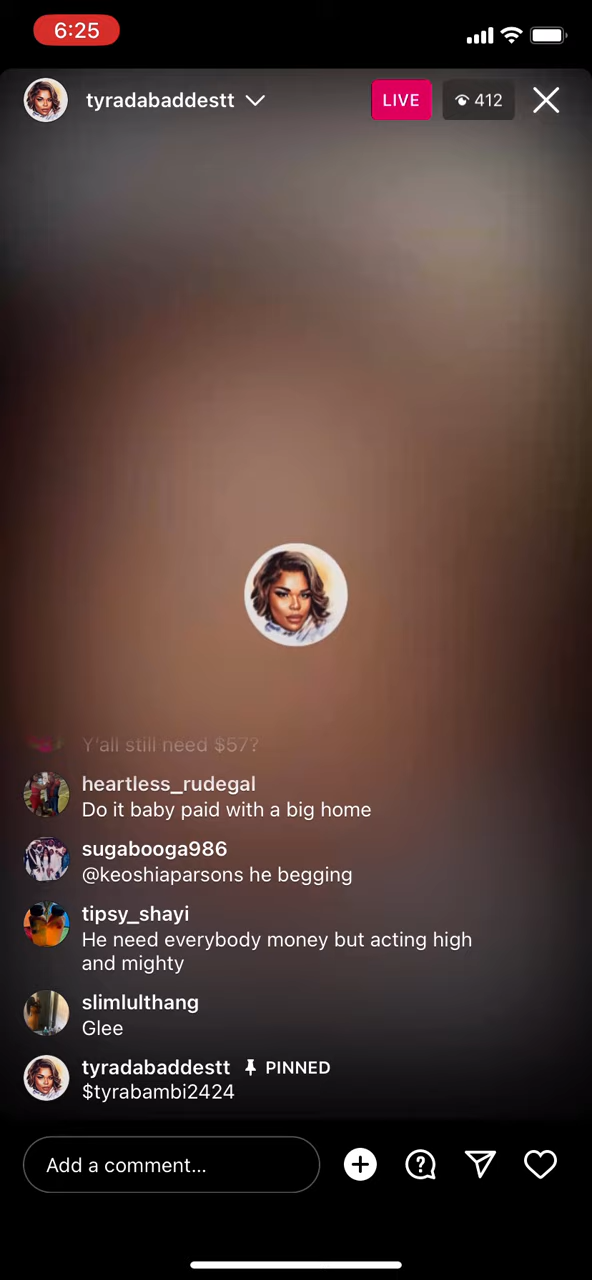 6:25
tyradabaddestt
LIVE
412
Y'all still need $57?
heartless_rudegal
Do it baby paid with a big home
sugabooga986
@keoshiaparsons he begging
tipsy_shayi
He need everybody money but acting high
and mighty
slimlulthang
Glee
tyradabaddestt PINNED
$tyrabambi2424
Add a comment...